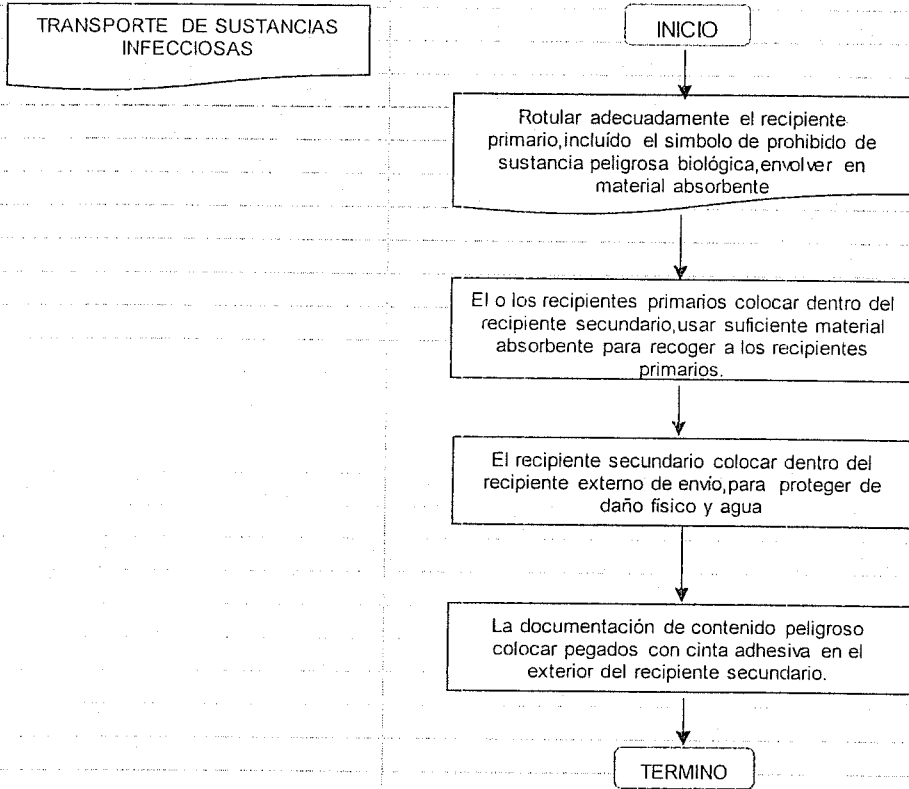 TRANSPORTE DE SUSTANCIAS
INFECCIOSAS
INICIO
Rotular adecuadamente el recipiente
primario,incluído el simbolo de prohibido de
sustancia peligrosa biológica,envolver en
material absorbente
El o los recipientes primarios colocar dentro del
recipiente secundario,usar suficiente material
absorbente para recoger a los recipientes
primarios.
El recipiente secundario colocar dentro del
recipiente externo de envío,para proteger de
daño físico y agua
La documentación de contenido peligroso
colocar pegados con cinta adhesiva en el
exterior del recipiente secundario.
TERMINO